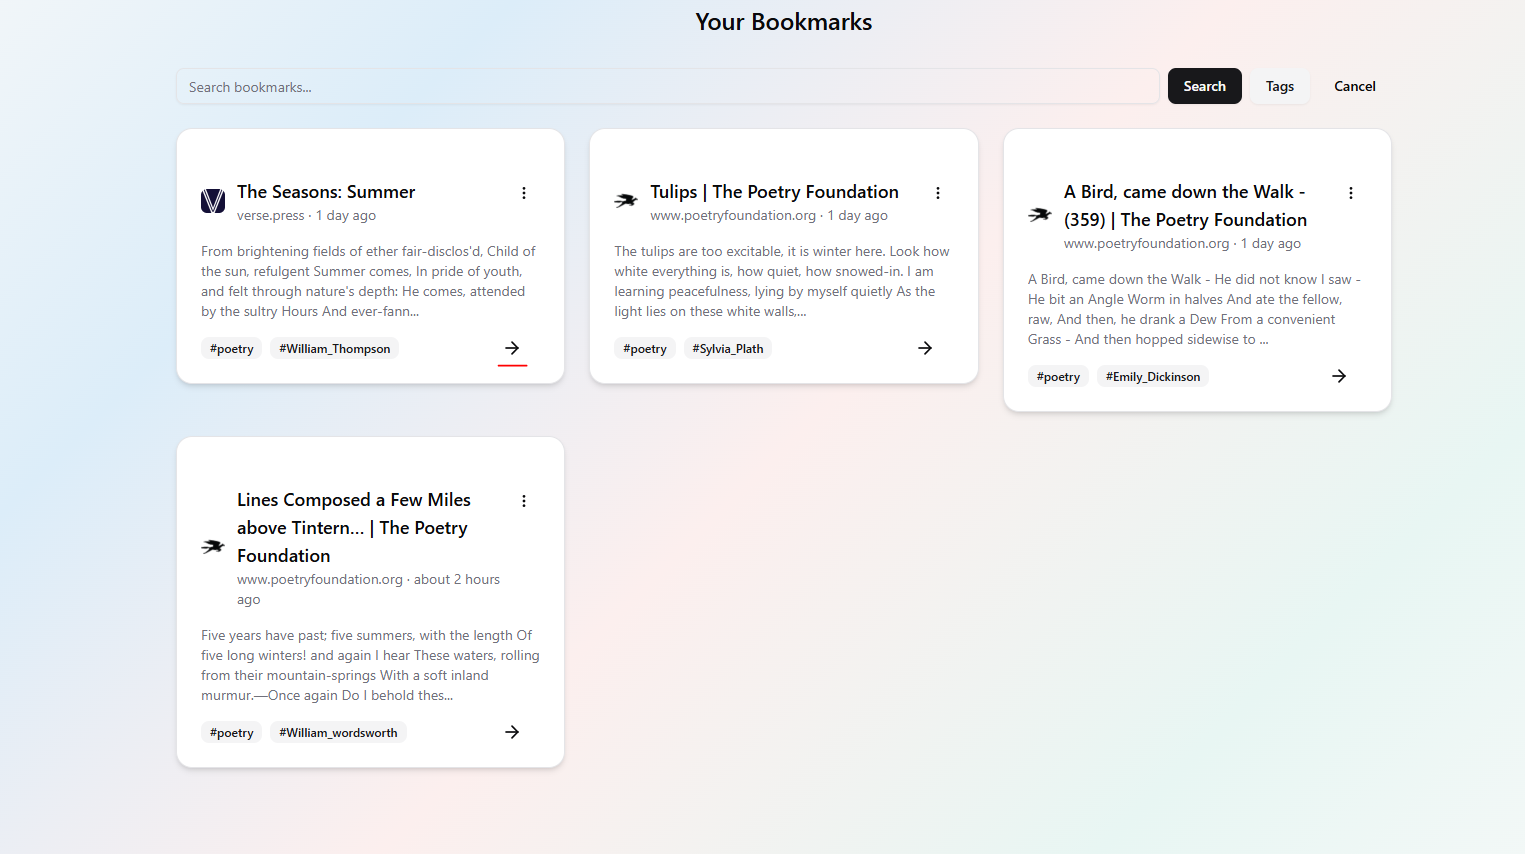 Your Bookmarks
Search bookmarks...
Search
Tags
Cancel
The Seasons: Summer
verse.press · 1 day ago
From brightening fields of ether fair-disclos'd, Child of
the sun, refulgent Summer comes, In pride of youth,
and felt through nature's depth: He comes, attended
by the sultry Hours And ever-fann...
#poetry #William_Thompson
Tulips | The Poetry Foundation
www.poetryfoundation.org · 1 day ago
The tulips are too excitable, it is winter here. Look how
white everything is, how quiet, how snowed-in. I am
learning peacefulness, lying by myself quietly As the
light lies on these white walls,...
#poetry #Sylvia_Plath
A Bird, came down the Walk -
(359) | The Poetry Foundation
www.poetryfoundation.org · 1 day ago
A Bird, came down the Walk - He did not know I saw -
He bit an Angle Worm in halves And ate the fellow,
raw, And then, he drank a Dew From a convenient
Grass - And then hopped sidewise to ...
#poetry #Emily_Dickinson
Lines Composed a Few Miles
above Tintern... | The Poetry
Foundation
www.poetryfoundation.org · about 2 hours
ago
Five years have past; five summers, with the length Of
five long winters! and again I hear These waters, rolling
from their mountain-springs With a soft inland
murmur.—Once again Do I behold thes...
#poetry #William_wordsworth